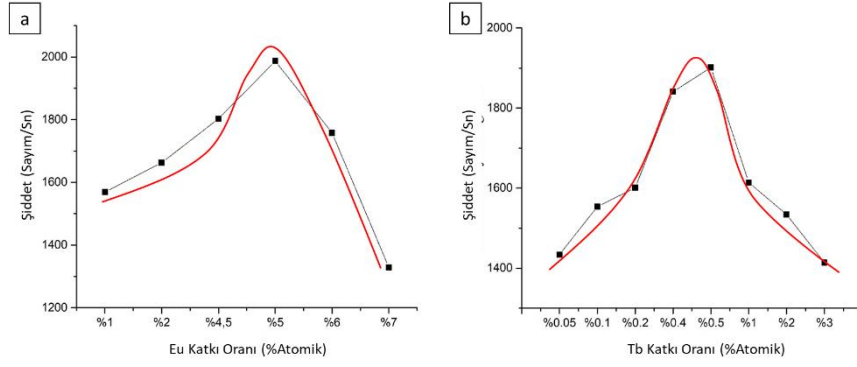 a
Şiddet (Sayım/Sn)
2000
1800
1600
1400
1200
%1 %2 %4,5 %5 %6 %7
Eu Katkı Oranı (%Atomik)
b
Şiddet (Sayım/Sn)
2000
1800
1600
1400
%0.05 %0.1 %0.2 %0.4 %0.5 %1 %2 %3
Tb Katkı Oranı (%Atomik)